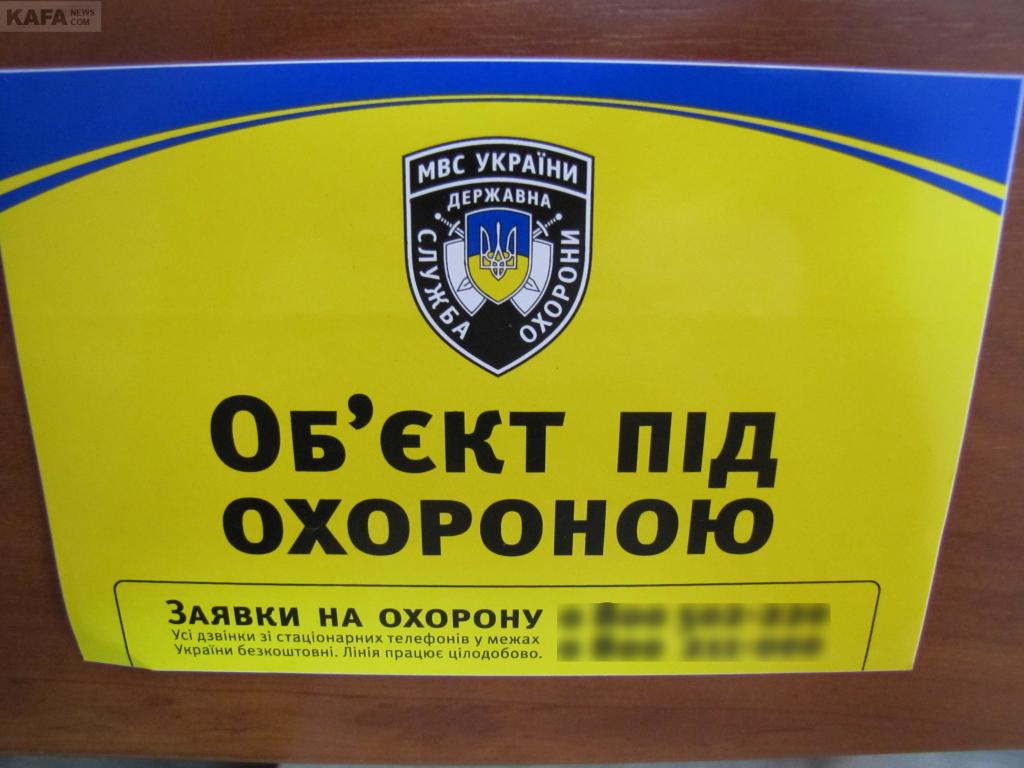 KAFA NEWS
COM
МВС УКРАЇНИ
ДЕРЖАВНА
СЛУЖБА
ОХОРОНИ
Об’єкт під
охороною
Заявки на охорону
Усі дзвінки зі стаціонарних телефонів у межах
України безкоштовні. Лінія працює цілодобово.